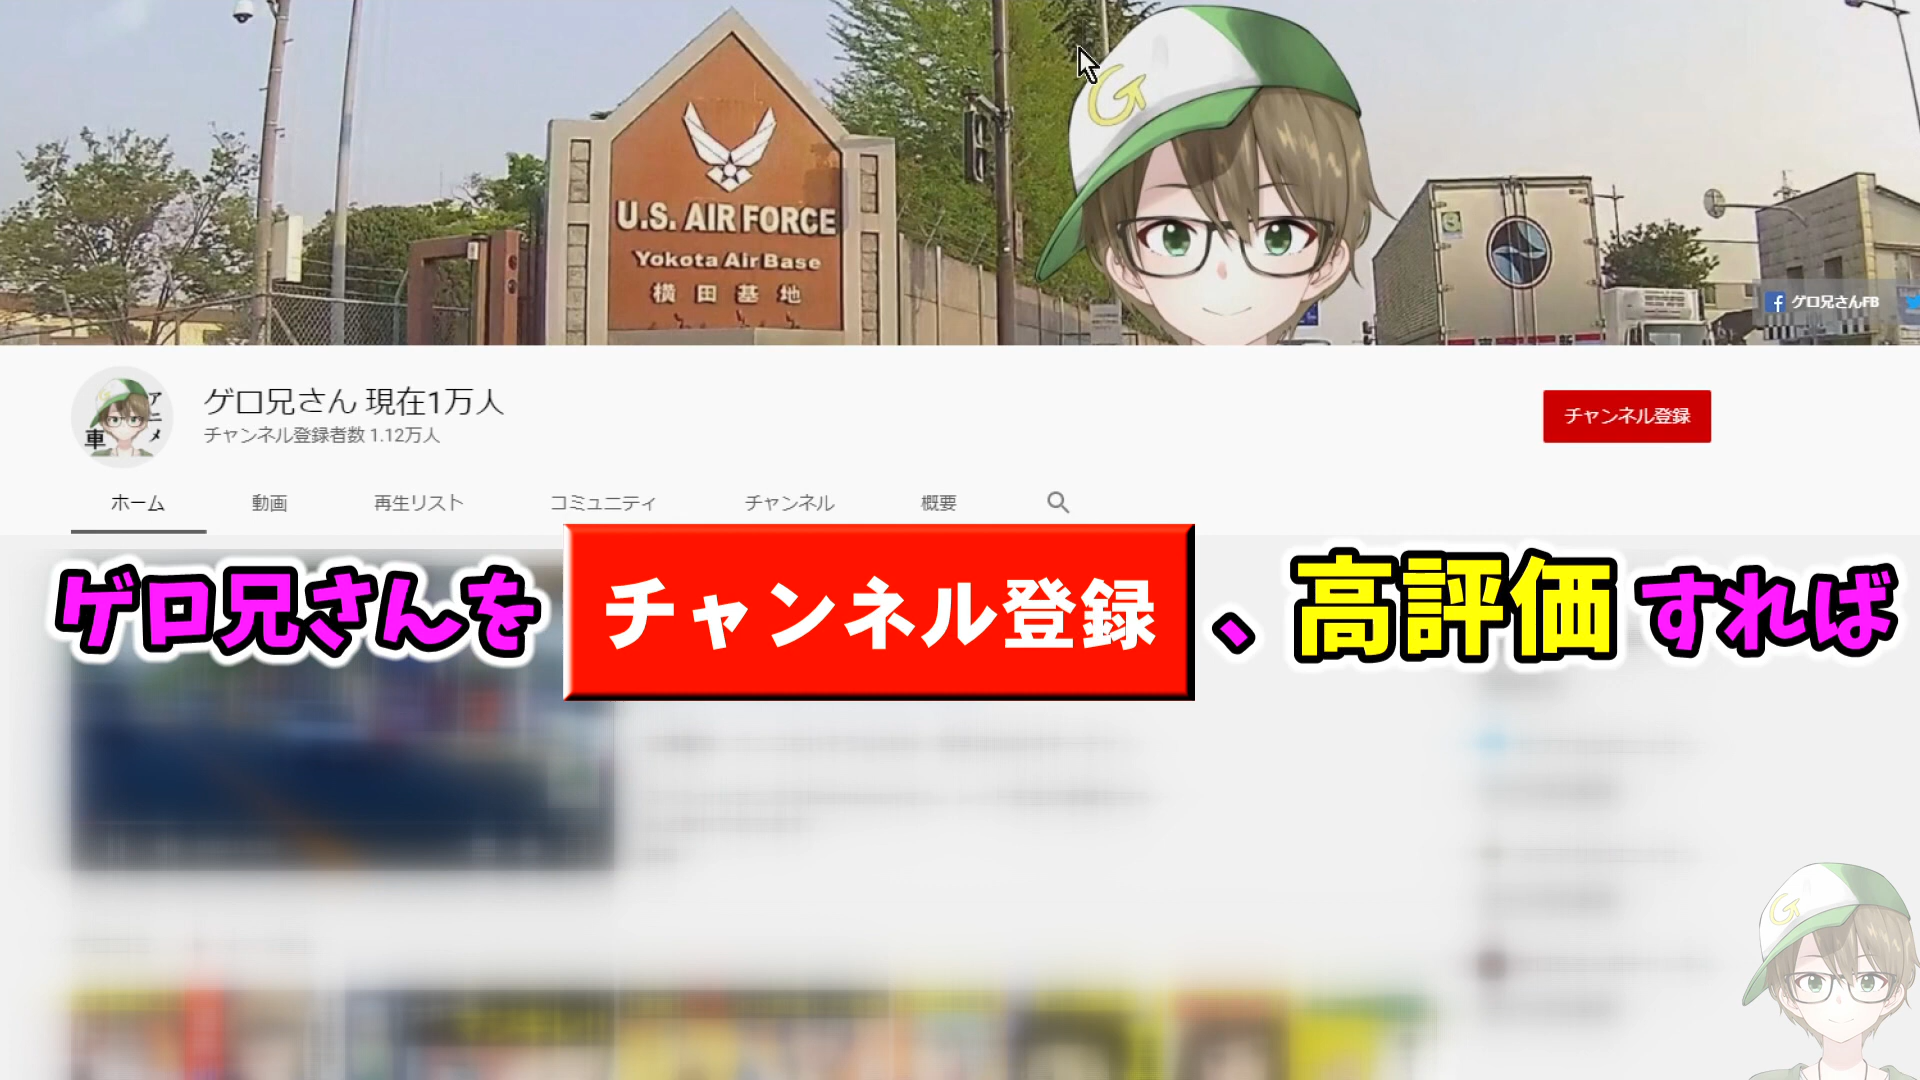 U.S. AIR FORCE
Yokota Air Base
横田基地
G
ゲロ兄さんFB
アニメ
車
ゲロ兄さん 現在1万人
チャンネル登録者数 1.12万人
チャンネル登録
ホーム 動画 再生リスト コミュニティ チャンネル 概要
ゲロ兄さんを チャンネル登録 、高評価 すれば
G